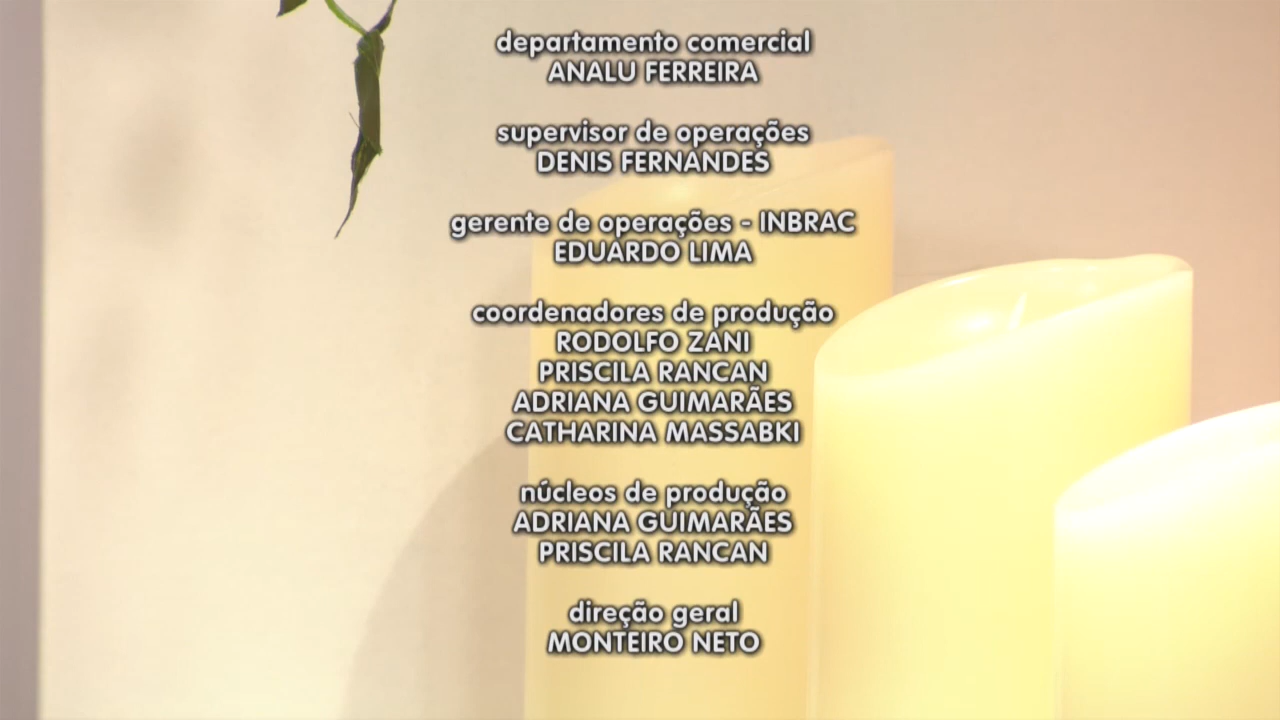 departamento comercial
ANALU FERREIRA
supervisor de operações
DENIS FERNANDES
gerente de operações - INBRAC
EDUARDO LIMA
coordenadores de produção
RODOLFO ZANI
PRISCILA RANCAN
ADRIANA GUIMARÃES
CATHARINA MASSABKI
núcleos de produção
ADRIANA GUIMARÃES
PRISCILA RANCAN
direção geral
MONTEIRO NETO